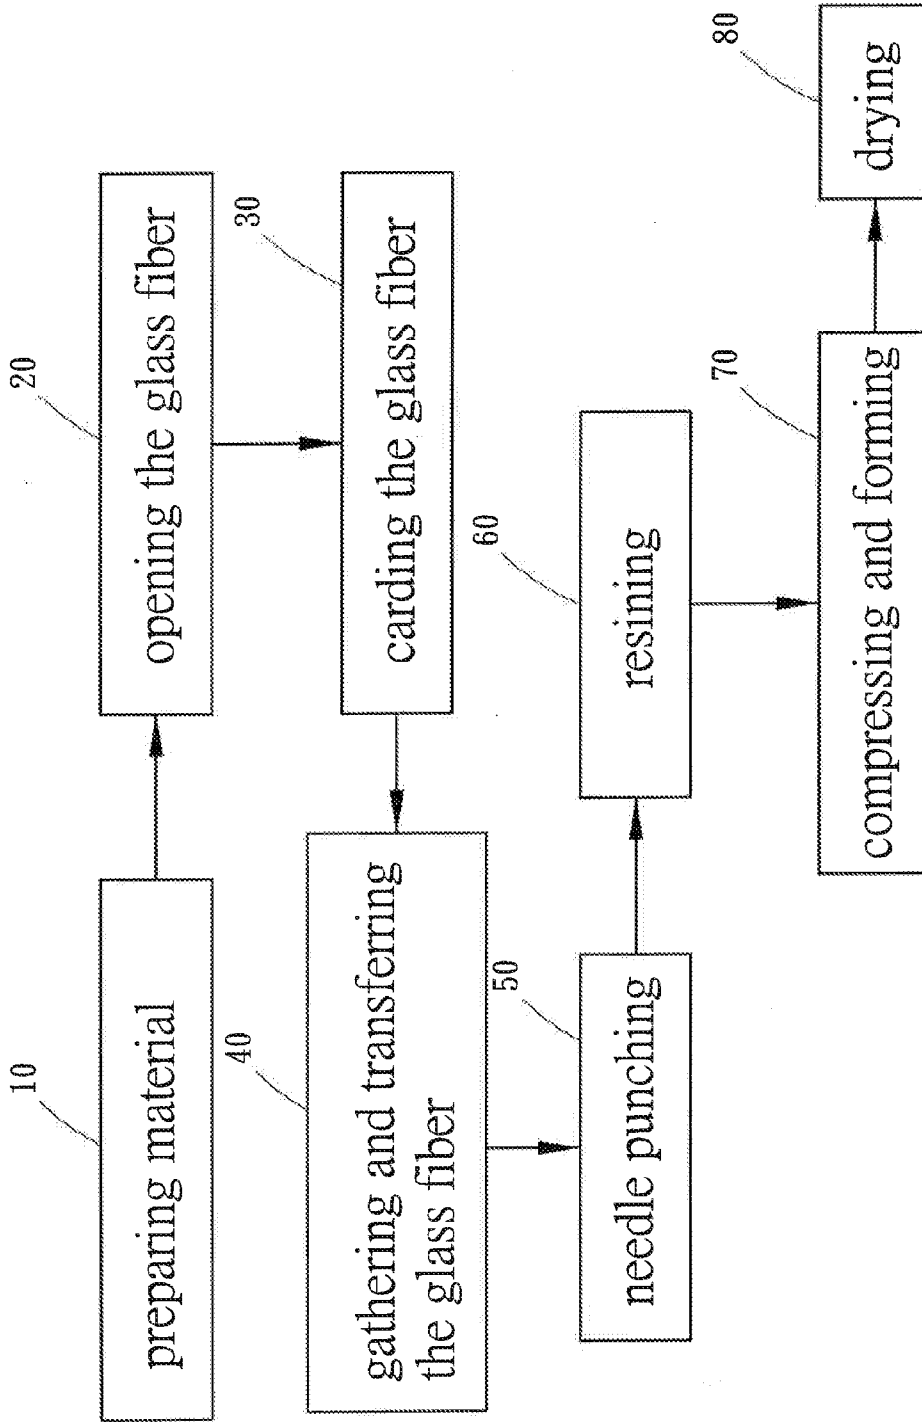 10
preparing material
20
opening the glass fiber
30
carding the glass fiber
40
gathering and transferring
the glass fiber
50
needle punching
60
resining
70
compressing and forming
80
drying